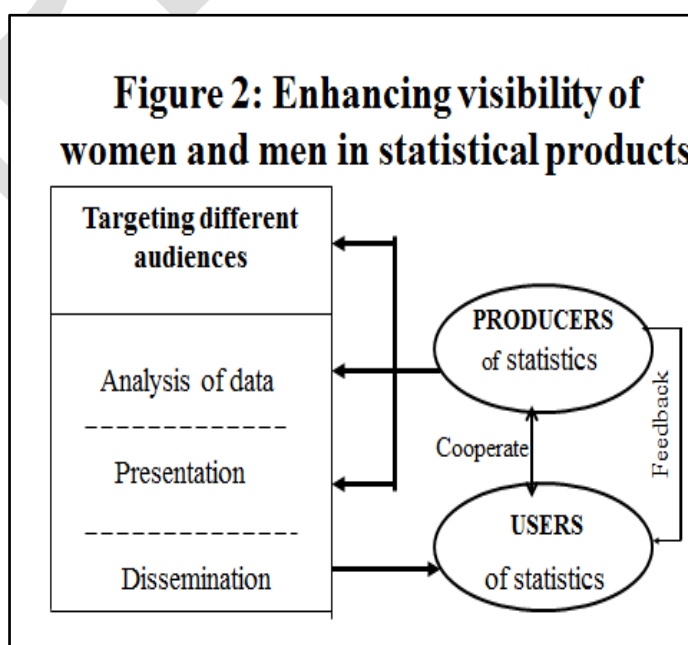 Figure 2: Enhancing visibility of
women and men in statistical products
Targeting different
audiences
Analysis of data
Presentation
Dissemination
PRODUCERS
of statistics
Cooperate
USERS
of statistics
Feedback